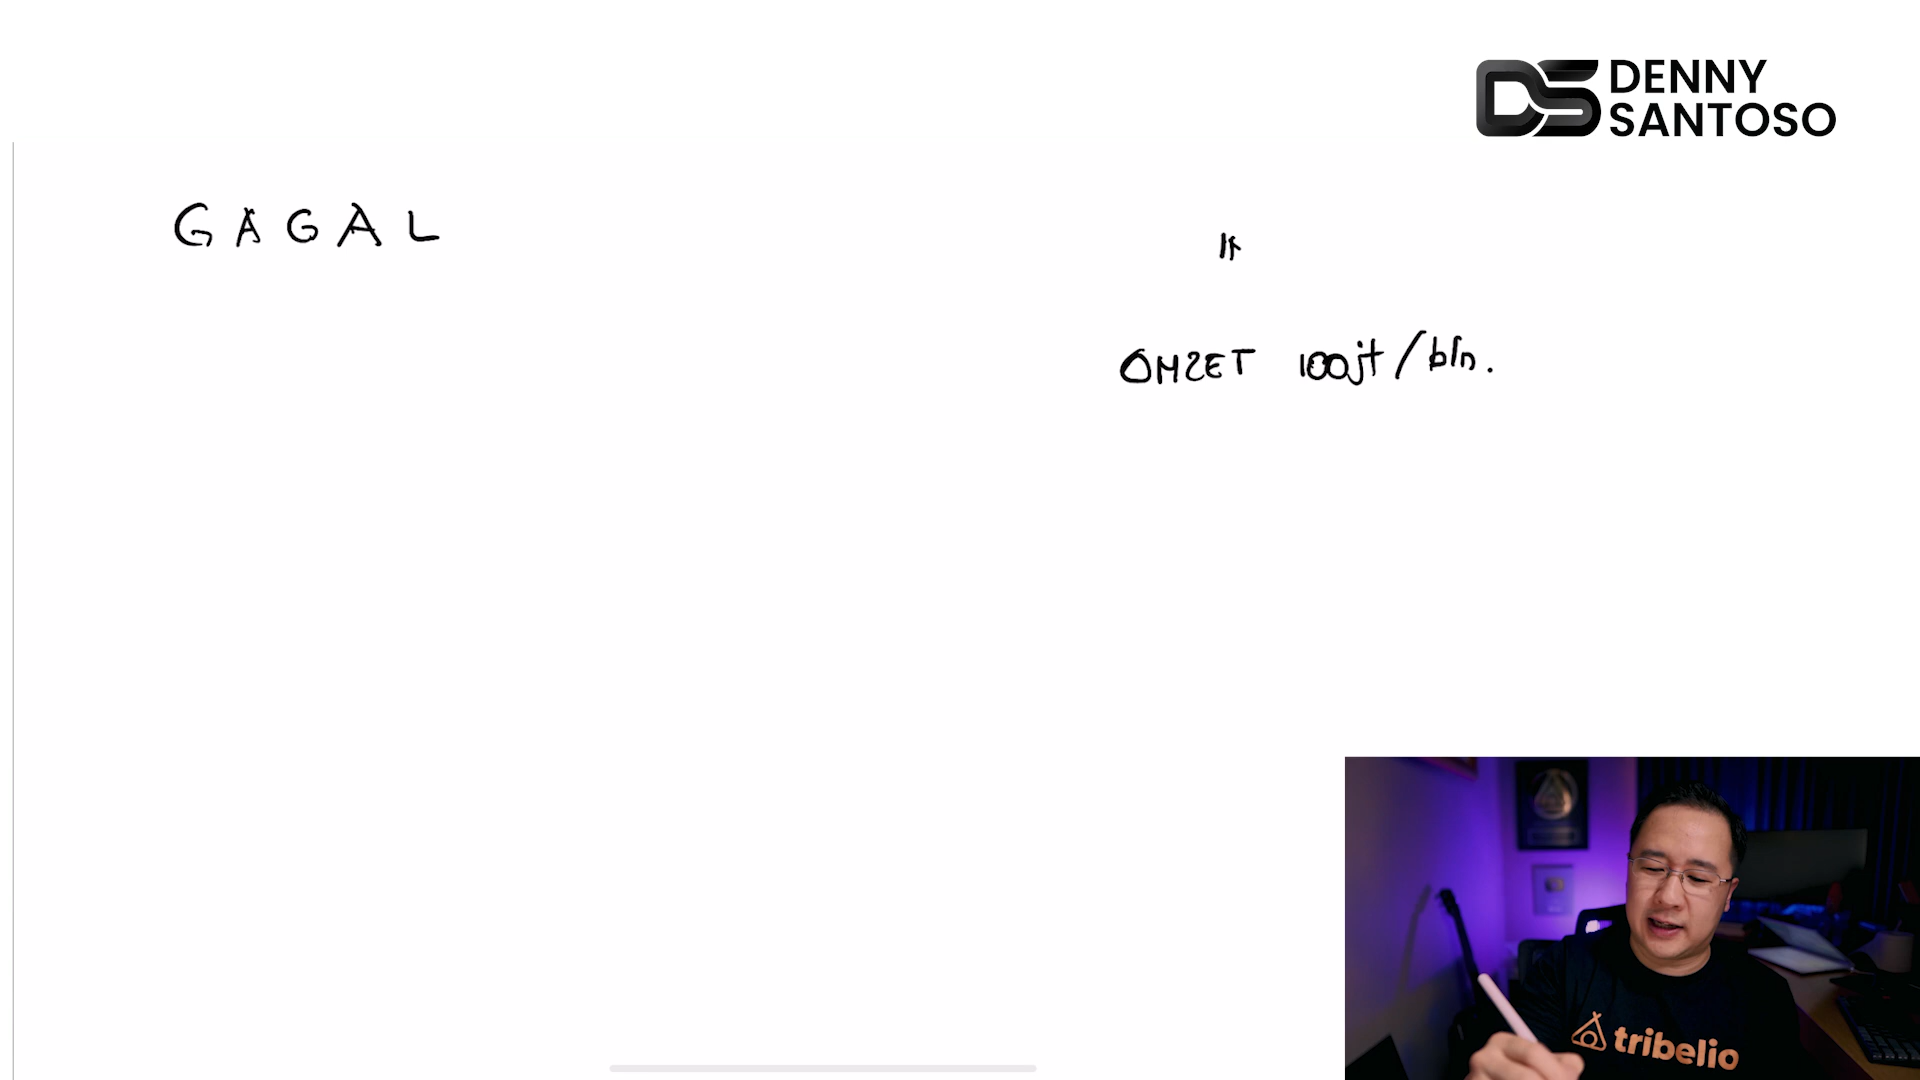 DENNY
SANTOSO
GAGAL
OMZET 100jt/bln.
tribelio